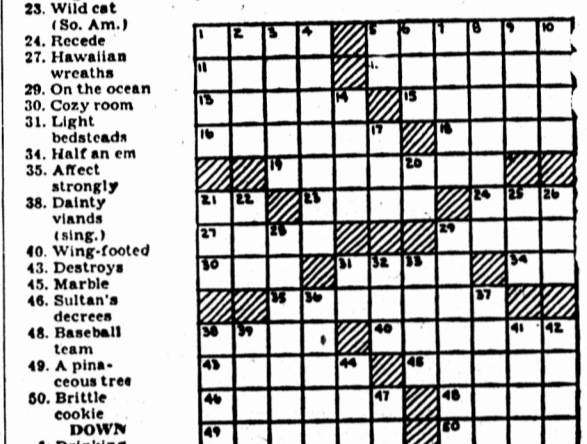 23. Wild cat
(So. Am.)
24. Recede
27. Hawaiian
wreaths
29. On the ocean
30. Cozy room
31. Light
bedsteads
34. Half an em
35. Affect
strongly
38. Dainty
viands
(sing.)
40. Wing-footed
43. Destroys
45. Marble
46. Sultan's
decrees
48. Baseball
team
49. A pina-
ceous tree
50. Brittle
cookie
DOWN
1 2 3 4 5 6 7 8 9 10
11
13 14 15
16 17 18
19 20
21 22 23 24 25 26
27 28 29
30 31 32 33 34
35 36 37
38 39 40 41 42
43 44 45
46 47 48
49 50